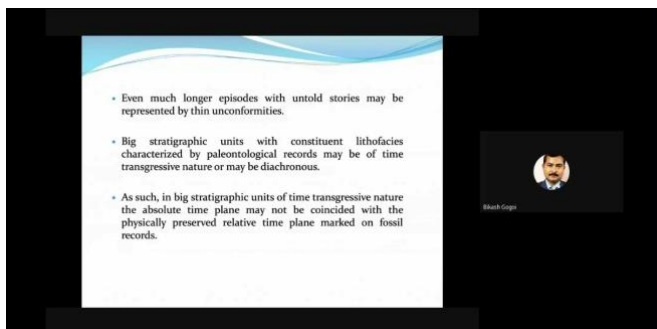 • Even much longer episodes with untold stories may be
represented by thin unconformities.
• Big stratigraphic units with constituent lithofacies
characterized by paleontological records may be of time
transgressive nature or may be diachronous.
• As such, in big stratigraphic units of time transgressive nature
the absolute time plane may not be coincided with the
physically preserved relative time plane marked on fossil
records.
Bikash Gogoi